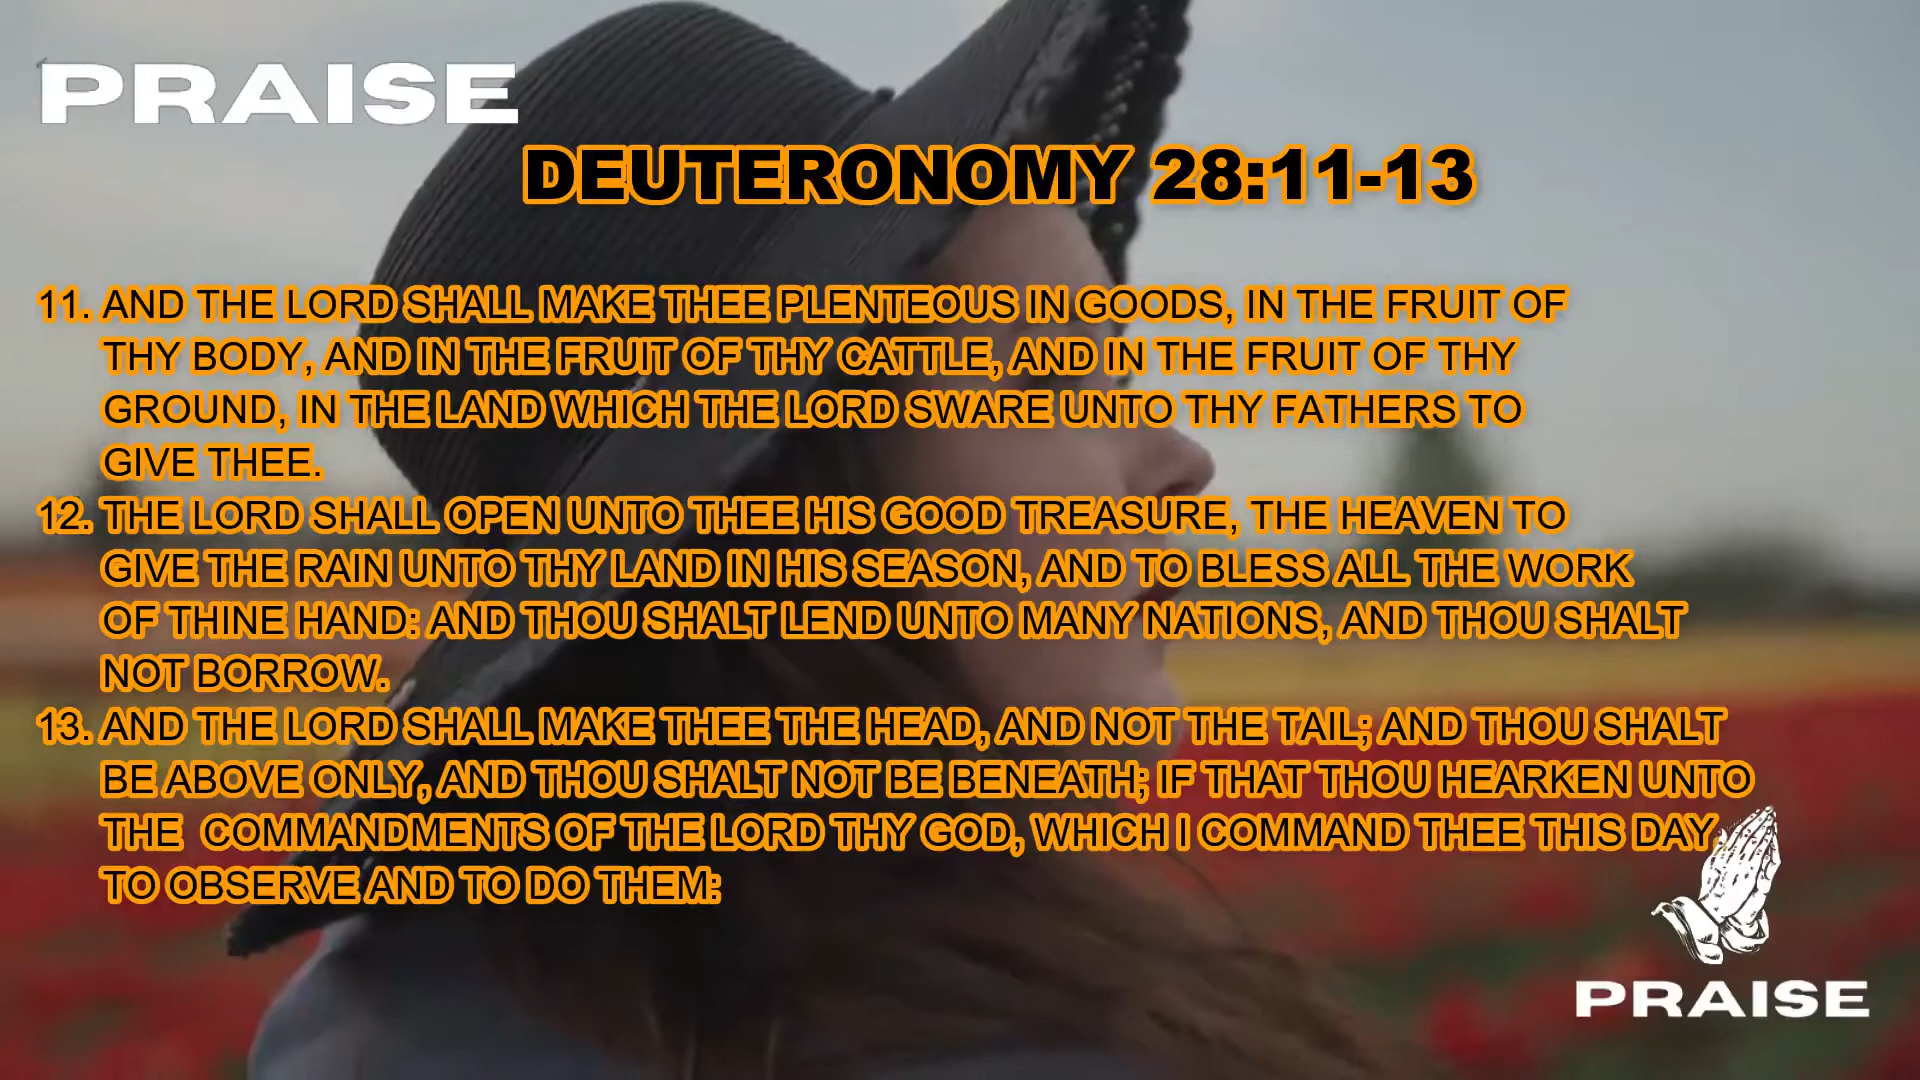 PRAISE
DEUTERONOMY 28:11-13
11. AND THE LORD SHALL MAKE THEE PLENTEOUS IN GOODS, IN THE FRUIT OF
THY BODY, AND IN THE FRUIT OF THY CATTLE, AND IN THE FRUIT OF THY
GROUND, IN THE LAND WHICH THE LORD SWARE UNTO THY FATHERS TO
GIVE THEE.
12. THE LORD SHALL OPEN UNTO THEE HIS GOOD TREASURE, THE HEAVEN TO
GIVE THE RAIN UNTO THY LAND IN HIS SEASON, AND TO BLESS ALL THE WORK
OF THINE HAND: AND THOU SHALT LEND UNTO MANY NATIONS, AND THOU SHALT
NOT BORROW.
13. AND THE LORD SHALL MAKE THEE THE HEAD, AND NOT THE TAIL; AND THOU SHALT
BE ABOVE ONLY, AND THOU SHALT NOT BE BENEATH; IF THAT THOU HEARKEN UNTO
THE COMMANDMENTS OF THE LORD THY GOD, WHICH I COMMAND THEE THIS DAY,
TO OBSERVE AND TO DO THEM:
PRAISE